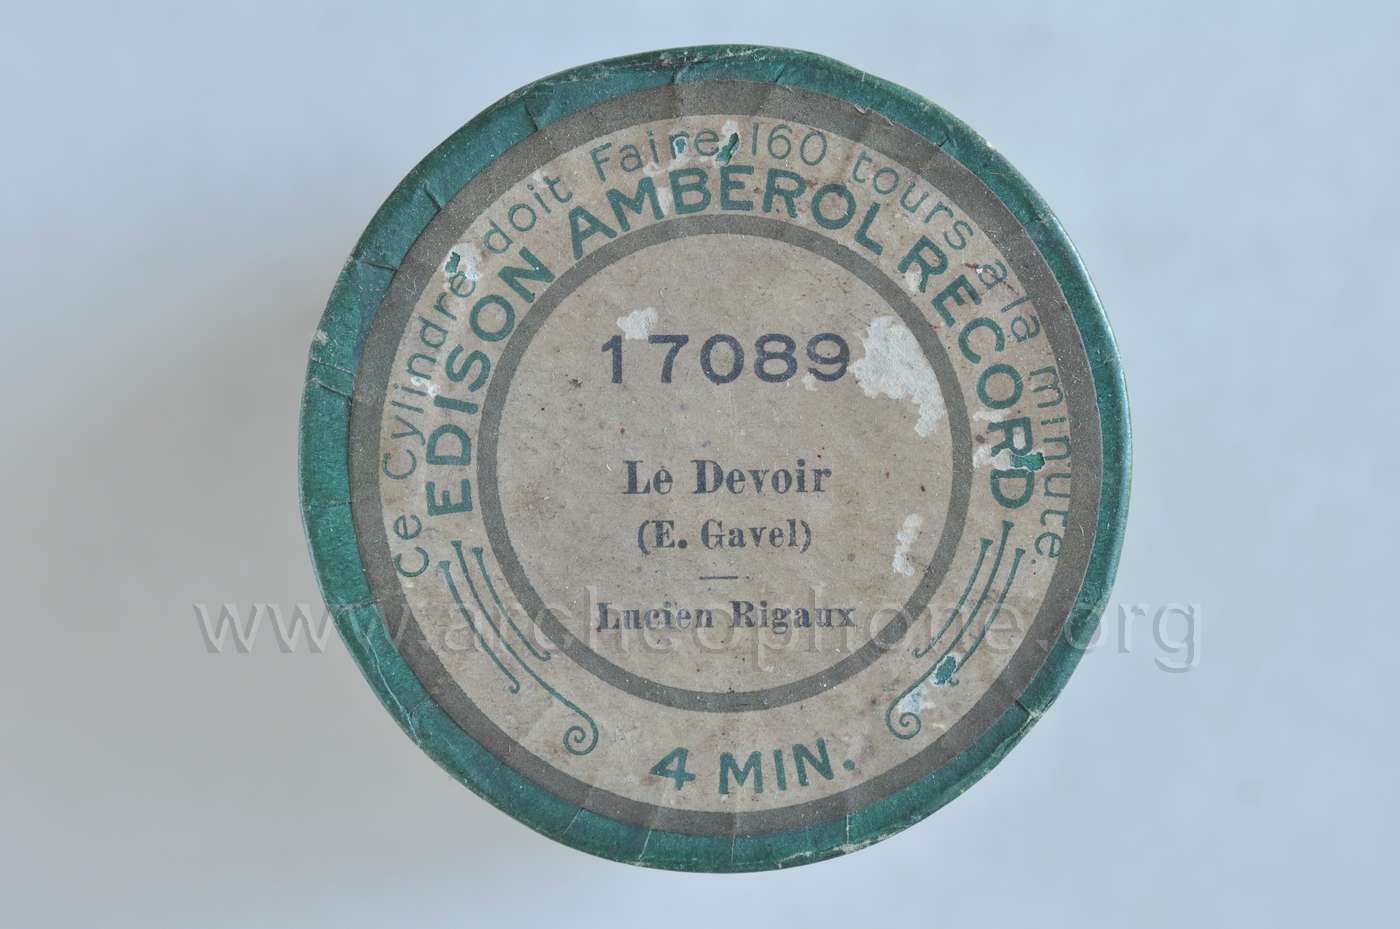 ce Cylindre doit Faire 160 tours à la minute.
EDISON AMBEROL RECORD
17089
Le Devoir
(E. Gavel)
Lucien Rigaux
4 MIN.
www.archeophone.org